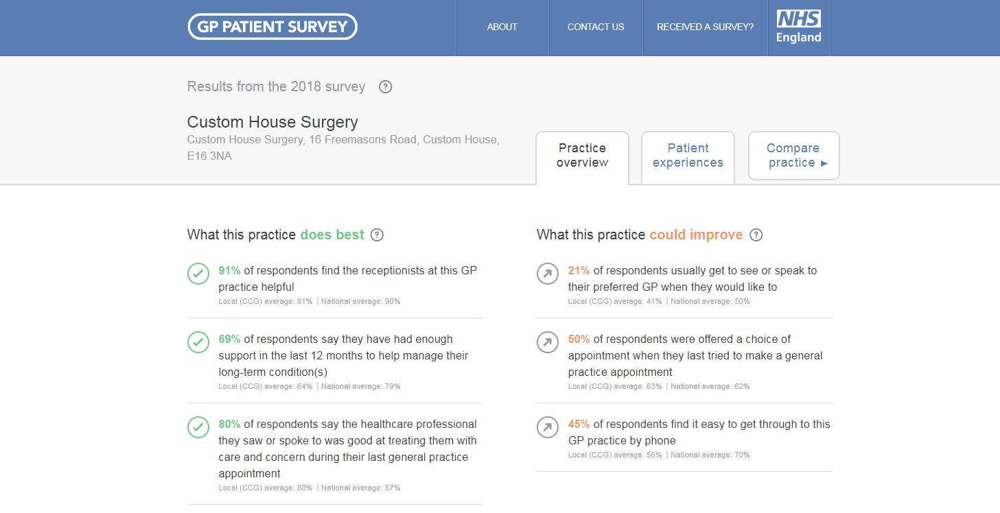 GP PATIENT SURVEY
ABOUT
CONTACT US
RECEIVED A SURVEY?
NHS
England
Results from the 2018 survey ?
Custom House Surgery
Custom House Surgery, 16 Freemasons Road, Custom House,
E16 3NA
Practice
overview
Patient
experiences
Compare
practice ►
What this practice does best ?
91% of respondents find the receptionists at this GP
practice helpful
Local (CCG) average: 81% | National average: 90%
69% of respondents say they have had enough
support in the last 12 months to help manage their
long-term condition(s)
Local (CCG) average: 64% | National average: 79%
80% of respondents say the healthcare professional
they saw or spoke to was good at treating them with
care and concern during their last general practice
appointment
Local (CCG) average: 80% | National average: 87%
What this practice could improve ?
21% of respondents usually get to see or speak to
their preferred GP when they would like to
Local (CCG) average: 41% | National average: 50%
50% of respondents were offered a choice of
appointment when they last tried to make a general
practice appointment
Local (CCG) average: 63% | National average: 62%
45% of respondents find it easy to get through to this
GP practice by phone
Local (CCG) average: 56% | National average: 70%